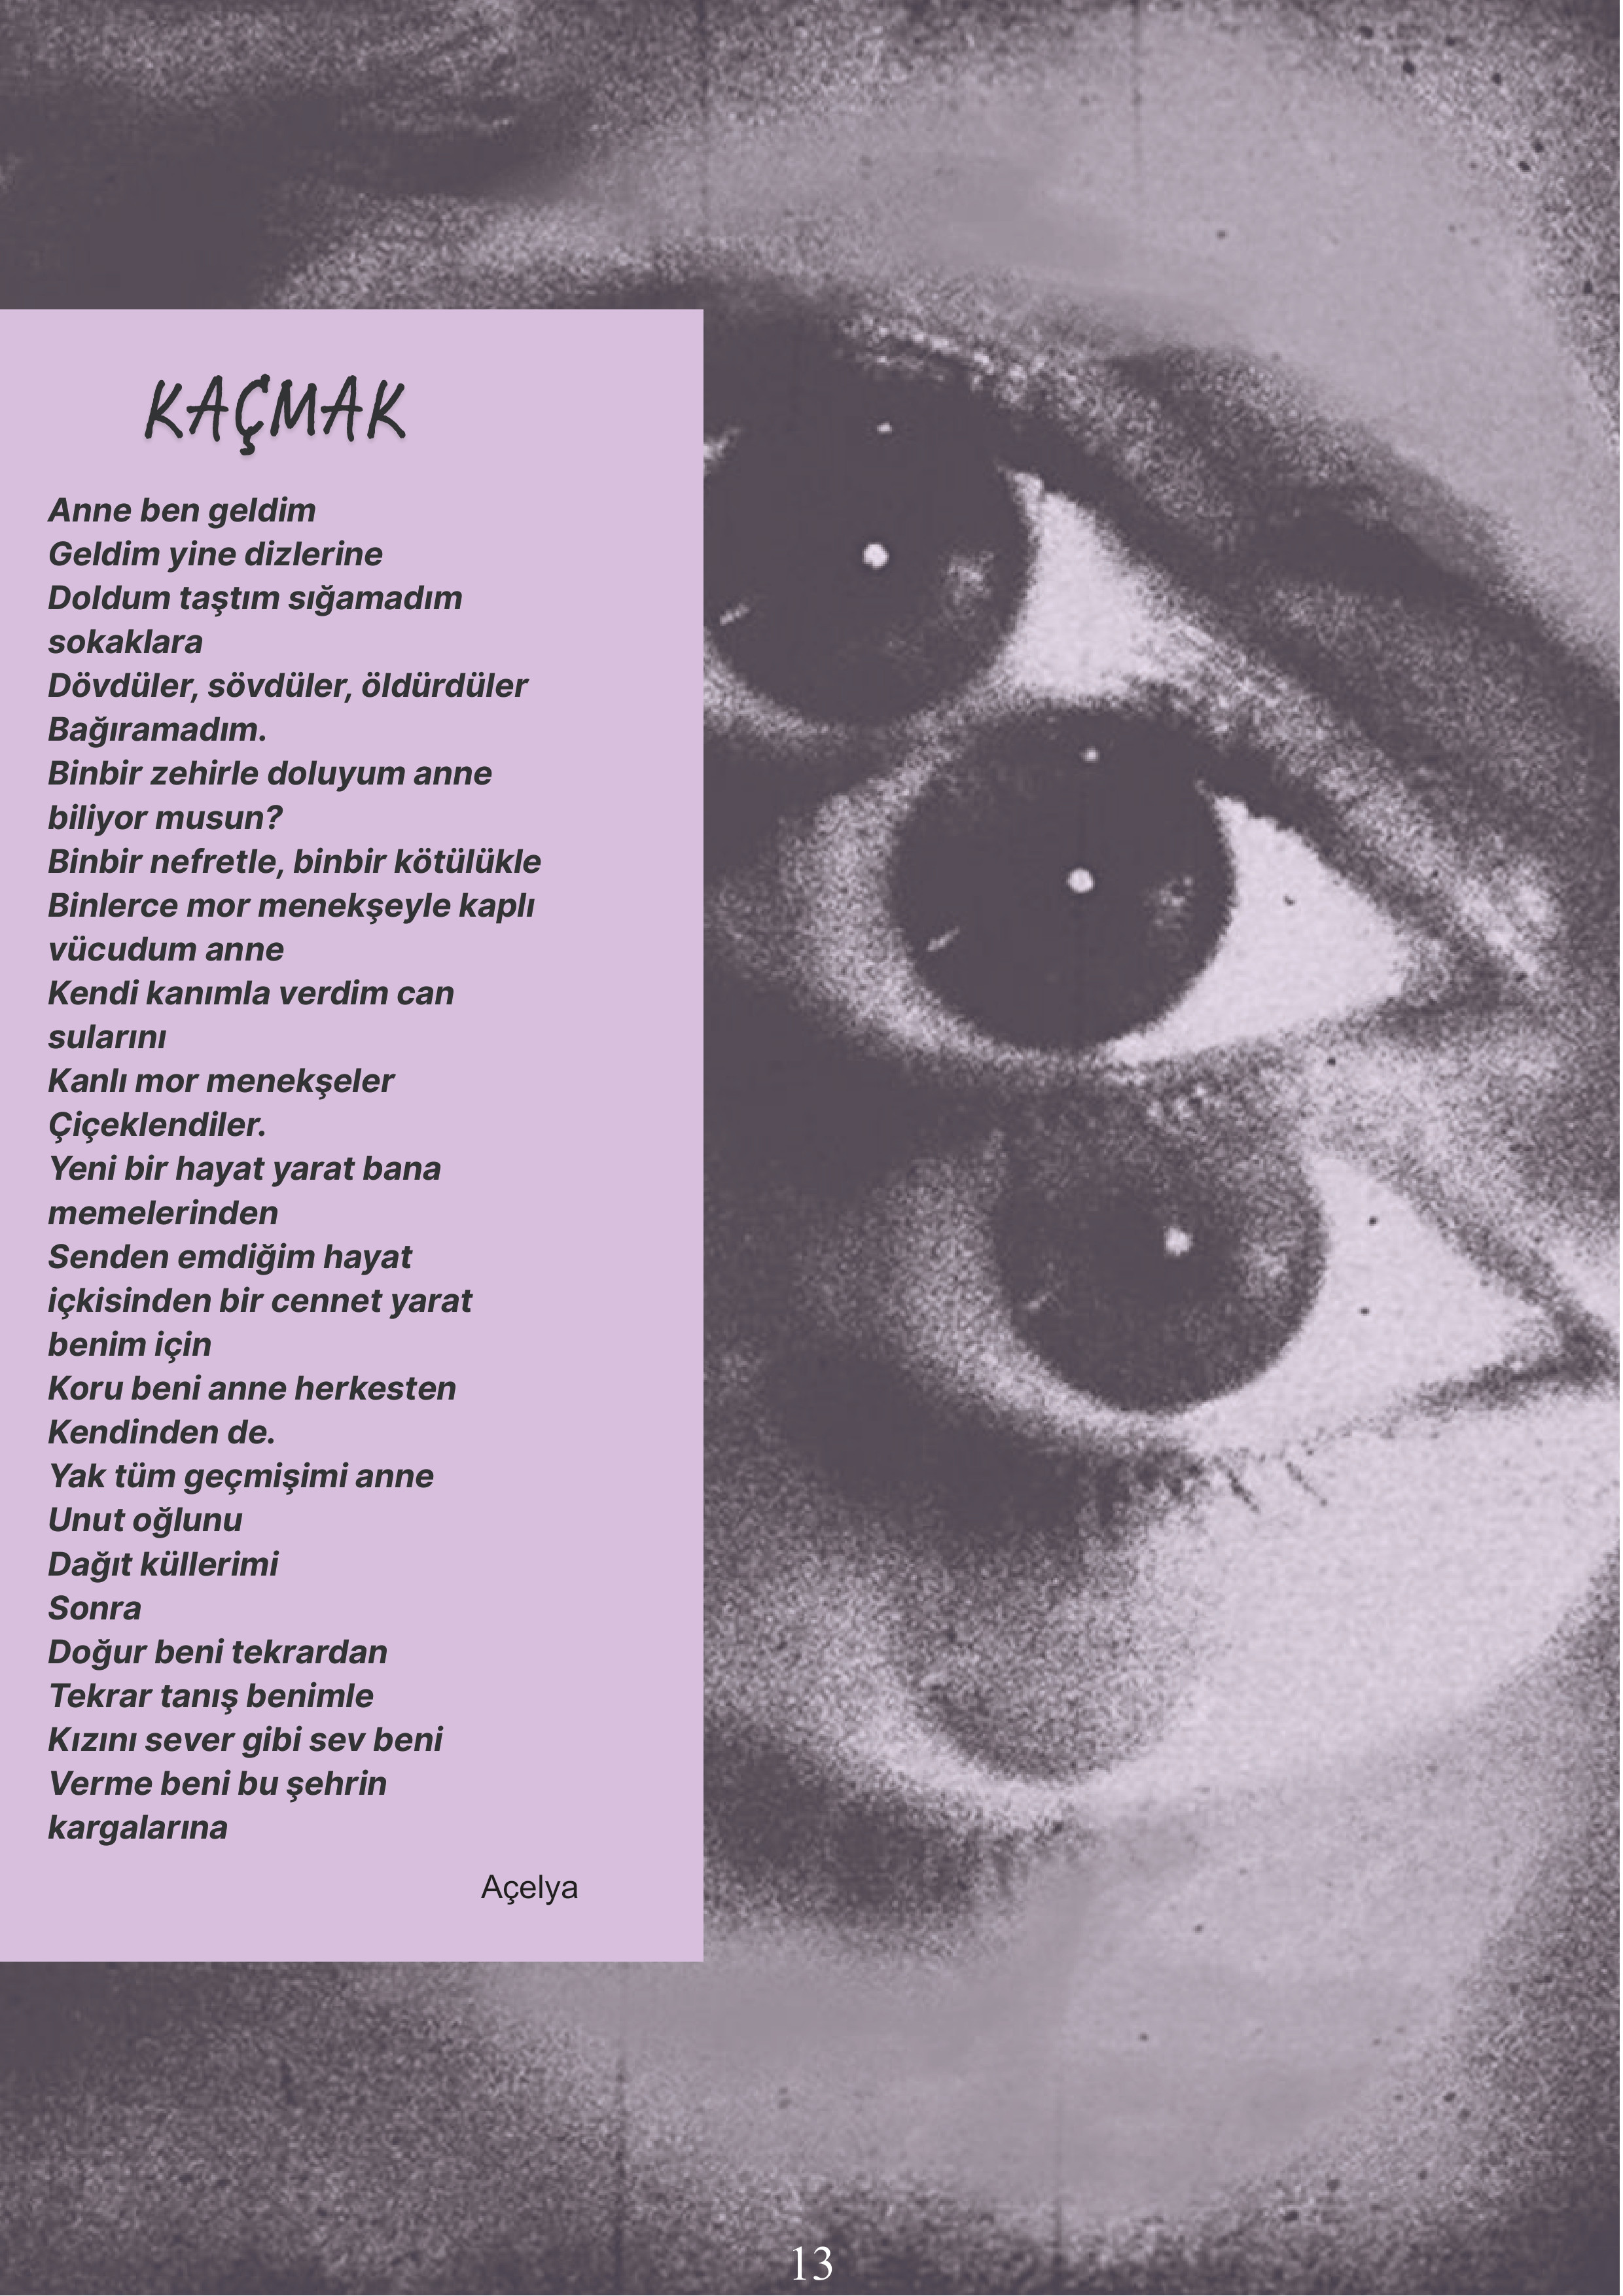 KAÇMAK
Anne ben geldim
Geldim yine dizlerine
Doldum taştım sığamadım
sokaklara
Dövdüler, sövdüler, öldürdüler
Bağıramadım.
Binbir zehirle doluyum anne
biliyor musun?
Binbir nefretle, binbir kötülükle
Binlerce mor menekşeyle kaplı
vücudum anne
Kendi kanımla verdim can
sularını
Kanlı mor menekşeler
Çiçeklendiler.
Yeni bir hayat yarat bana
memelerinden
Senden emdiğim hayat
içkisinden bir cennet yarat
benim için
Koru beni anne herkesten
Kendinden de.
Yak tüm geçmişimi anne
Unut oğlunu
Dağıt küllerimi
Sonra
Doğur beni tekrardan
Tekrar tanış benimle
Kızını sever gibi sev beni
Verme beni bu şehrin
kargalarına
Açelya
13